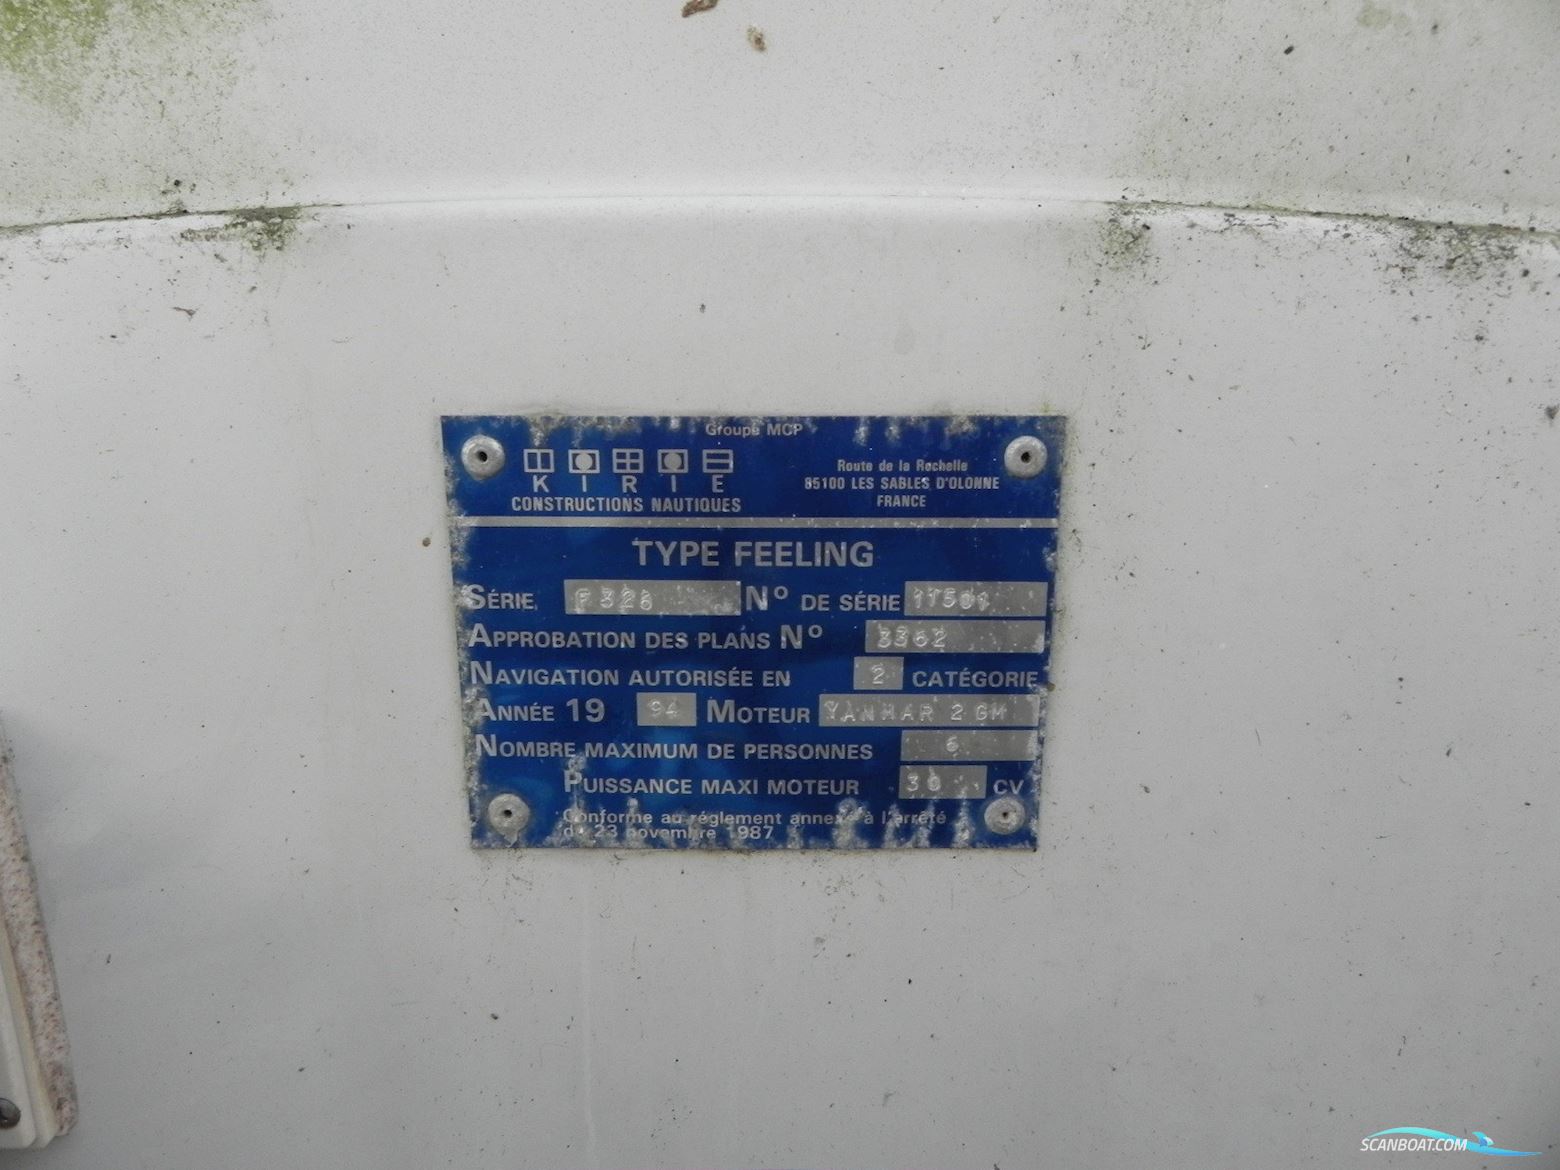 Groupe MCP
KIRIE
CONSTRUCTIONS NAUTIQUES
Route de la Rochelle
85100 LES SABLES D'OLONNE
FRANCE
TYPE FEELING
SÉRIE F 326 N° DE SÉRIE 11501
APPROBATION DES PLANS N° 3362
NAVIGATION AUTORISÉE EN 2 CATÉGORIE
ANNÉE 19 94 MOTEUR YANMAR 2 GM
NOMBRE MAXIMUM DE PERSONNES 6
PUISSANCE MAXI MOTEUR 30 CV
Conforme au réglement annexé à l'arrêté
du 23 novembre 1987
SCANBOAT.COM